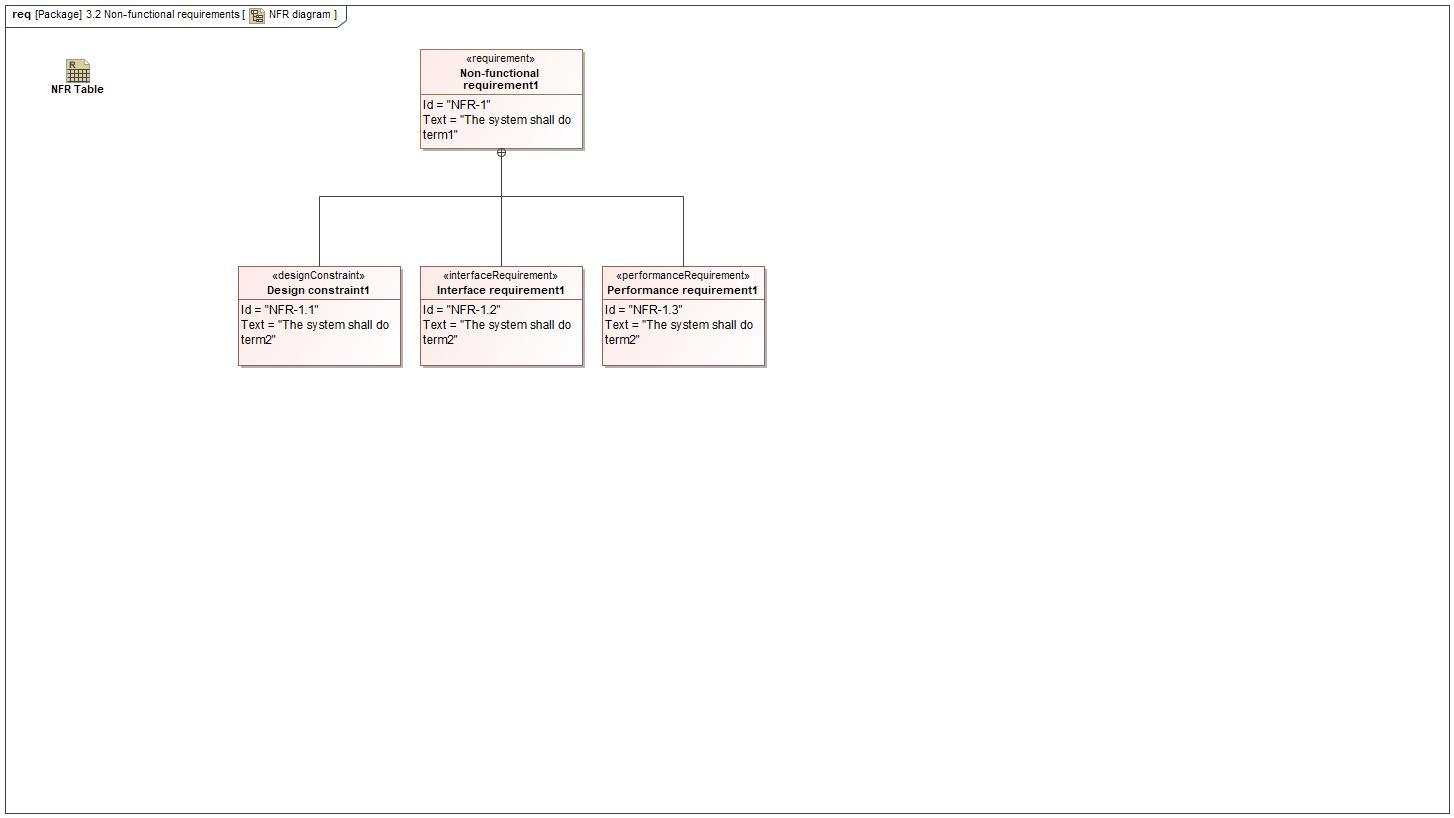 req [Package] 3.2 Non-functional requirements [ NFR diagram ]
R
NFR Table
«requirement»
Non-functional
requirement1
Id = "NFR-1"
Text = "The system shall do
term1"
«designConstraint»
Design constraint1
Id = "NFR-1.1"
Text = "The system shall do
term2"
«interfaceRequirement»
Interface requirement1
Id = "NFR-1.2"
Text = "The system shall do
term2"
«performanceRequirement»
Performance requirement1
Id = "NFR-1.3"
Text = "The system shall do
term2"